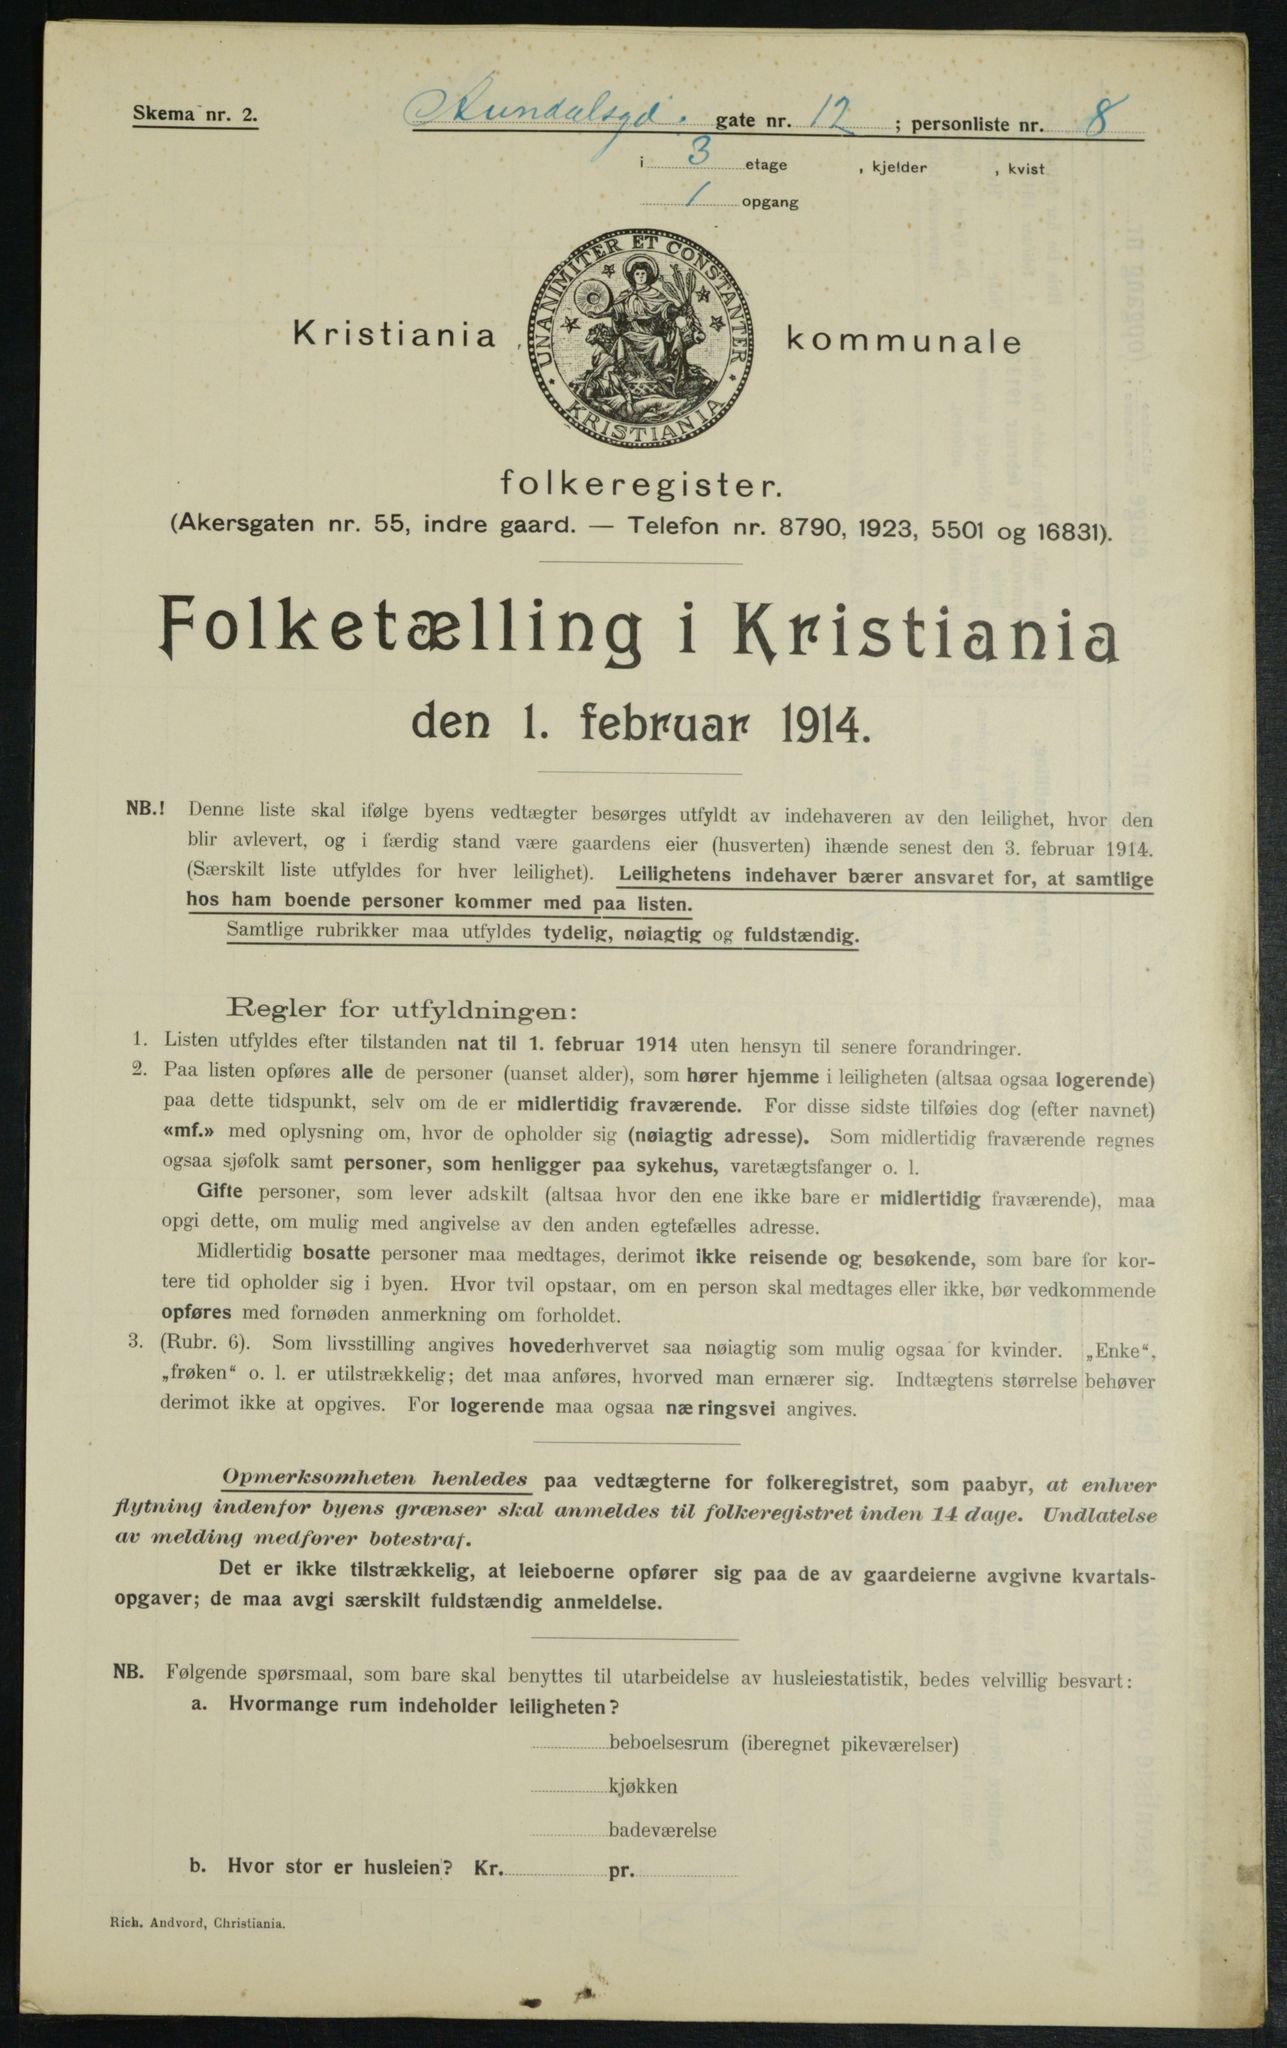 Skema nr. 2.
Arendalsgd. gate nr. 12 ; personliste nr. 8
i 3 etage , kjelder , kvist
1 opgang
UNANIMITER ET CONSTANTER
KRISTIANIA
Kristiania kommunale
folkeregister.
(Akersgaten nr. 55, indre gaard. — Telefon nr. 8790, 1923, 5501 og 16831).
Folketælling i Kristiania
den 1. februar 1914.
NB.! Denne liste skal ifølge byens vedtægter besørges utfyldt av indehaveren av den leilighet, hvor den
blir avlevert, og i færdig stand være gaardens eier (husverten) ihænde senest den 3. februar 1914.
(Særskilt liste utfyldes for hver leilighet). Leilighetens indehaver bærer ansvaret for, at samtlige
hos ham boende personer kommer med paa listen.
Samtlige rubrikker maa utfyldes tydelig, nøiagtig og fuldstændig.
Regler for utfyldningen:
1. Listen utfyldes efter tilstanden nat til 1. februar 1914 uten hensyn til senere forandringer.
2. Paa listen opføres alle de personer (uanset alder), som hører hjemme i leiligheten (altsaa ogsaa logerende)
paa dette tidspunkt, selv om de er midlertidig fraværende. For disse sidste tilføies dog (efter navnet)
«mf.» med oplysning om, hvor de opholder sig (nøiagtig adresse). Som midlertidig fraværende regnes
ogsaa sjøfolk samt personer, som henligger paa sykehus, varetægtsfanger o. l.
Gifte personer, som lever adskilt (altsaa hvor den ene ikke bare er midlertidig fraværende), maa
opgi dette, om mulig med angivelse av den anden egtefælles adresse.
Midlertidig bosatte personer maa medtages, derimot ikke reisende og besøkende, som bare for kor-
tere tid opholder sig i byen. Hvor tvil opstaar, om en person skal medtages eller ikke, bør vedkommende
opføres med fornøden anmerkning om forholdet.
3. (Rubr. 6). Som livsstilling angives hovederhvervet saa nøiagtig som mulig ogsaa for kvinder. „Enke“,
„frøken“ o. l. er utilstrækkelig; det maa anføres, hvorved man ernærer sig. Indtægtens størrelse behøver
derimot ikke at opgives. For logerende maa ogsaa næringsvei angives.
Opmerksomheten henledes paa vedtægterne for folkeregistret, som paabyr, at enhver
flytning indenfor byens grænser skal anmeldes til folkeregistret inden 14 dage. Undlatelse
av melding medfører bøtestraf.
Det er ikke tilstrækkelig, at leieboerne opfører sig paa de av gaardeierne avgivne kvartals-
opgaver; de maa avgi særskilt fuldstændig anmeldelse.
NB. Følgende spørsmaal, som bare skal benyttes til utarbeidelse av husleiestatistik, bedes velvillig besvart:
a. Hvormange rum indeholder leiligheten?
beboelsesrum (iberegnet pikeværelser)
kjøkken
badeværelse
b. Hvor stor er husleien? Kr. pr.
Rich. Andvord, Christiania.